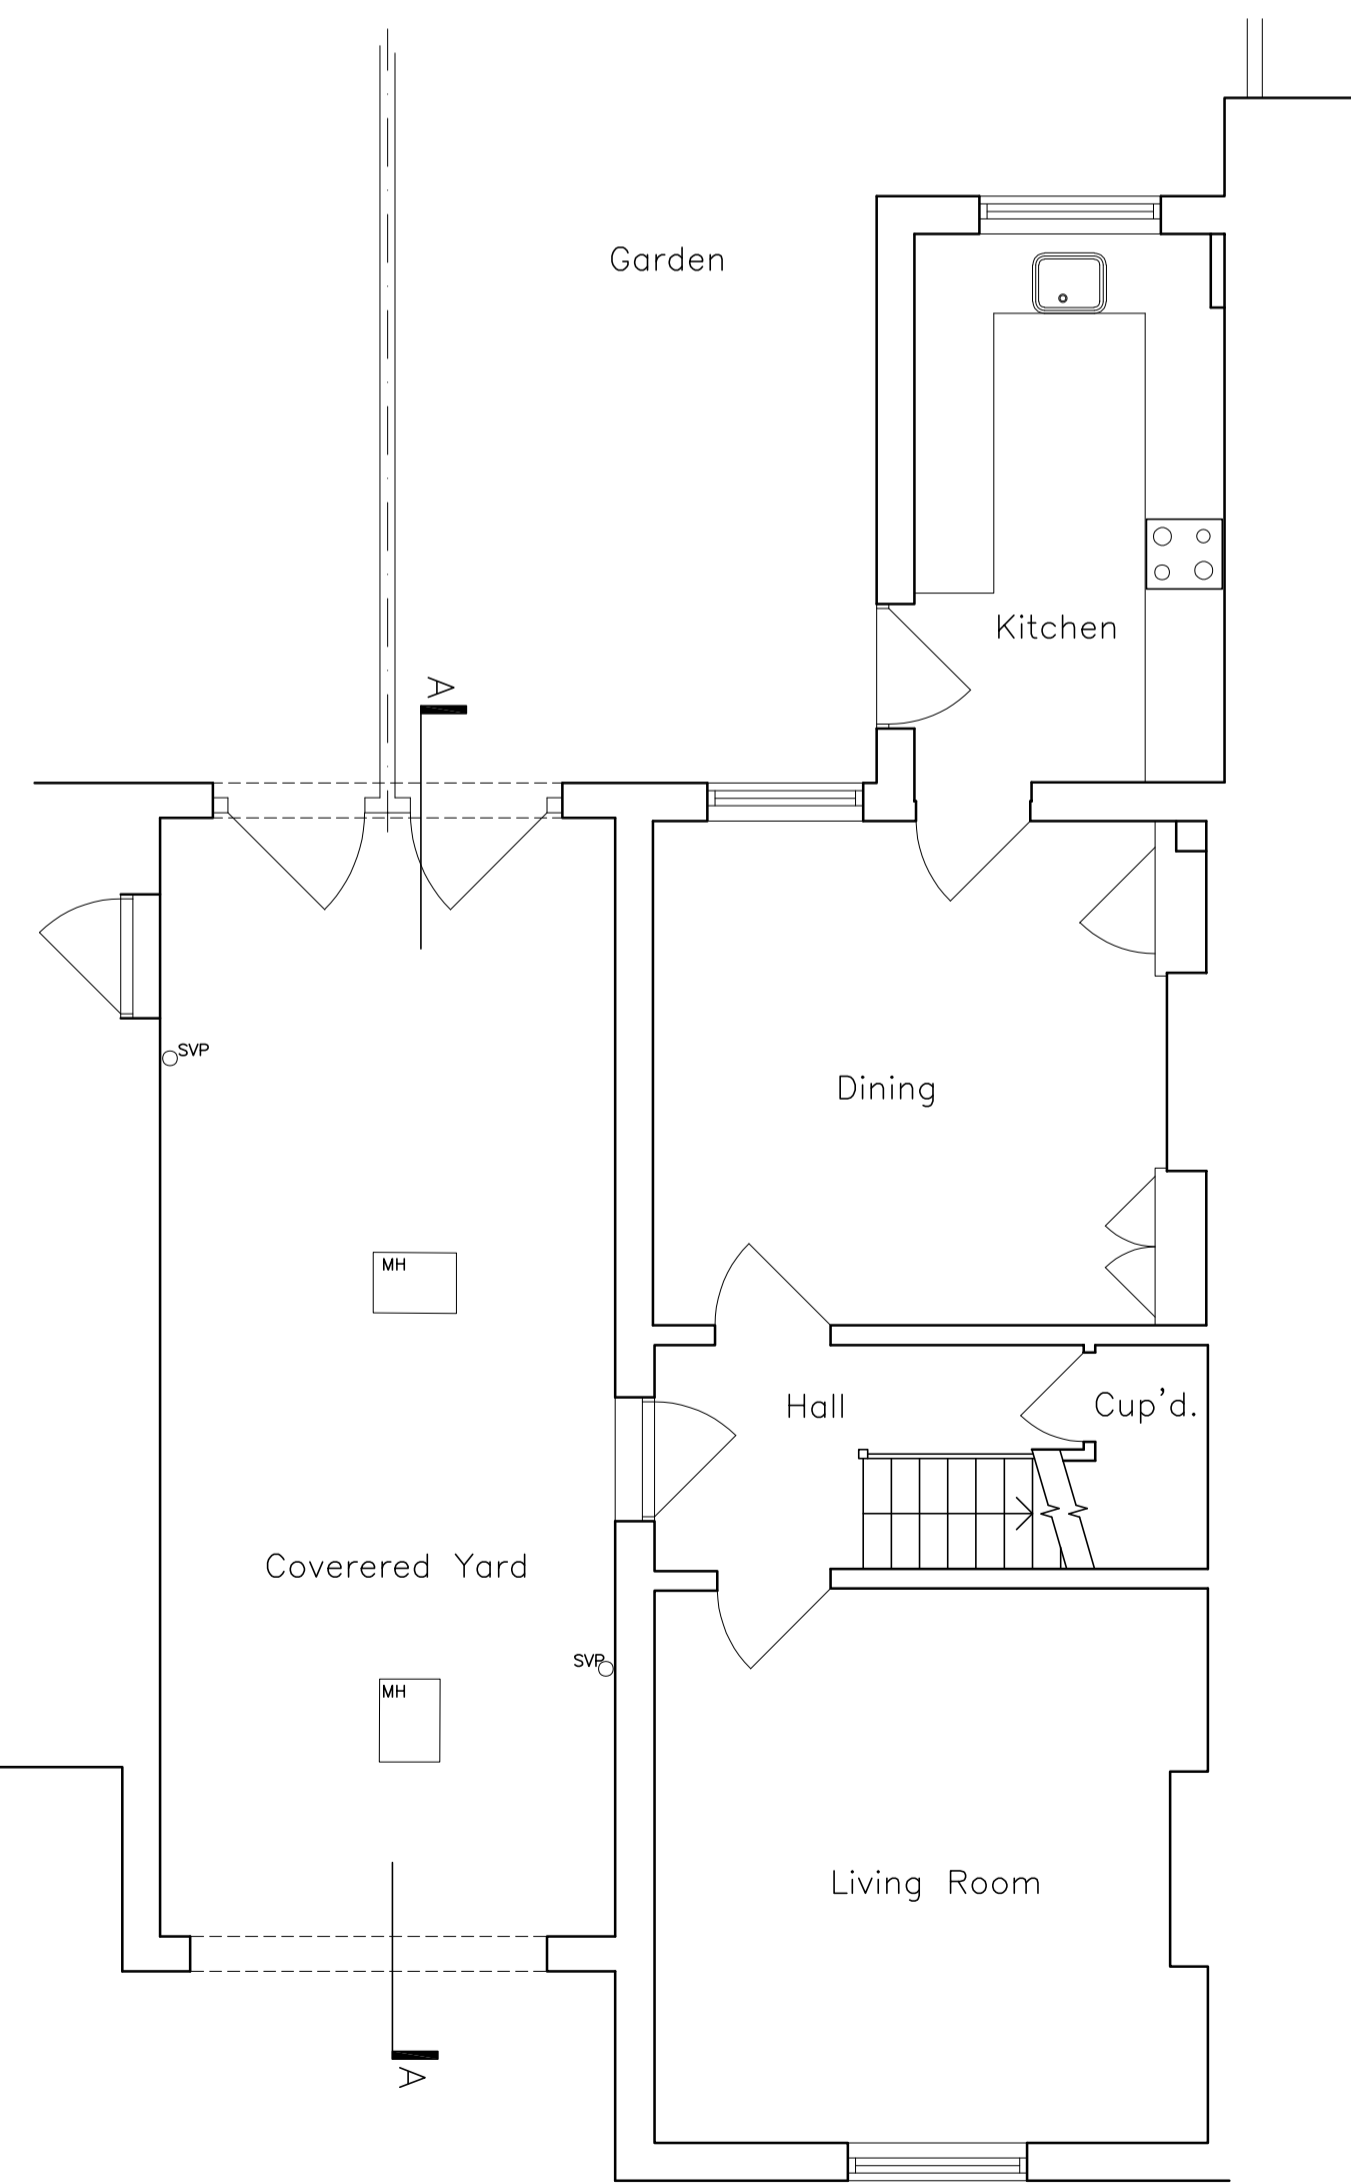 Garden
Kitchen
A
SVP
Dining
MH
Hall
Cup'd.
Coverered Yard
SVP
MH
Living Room
A